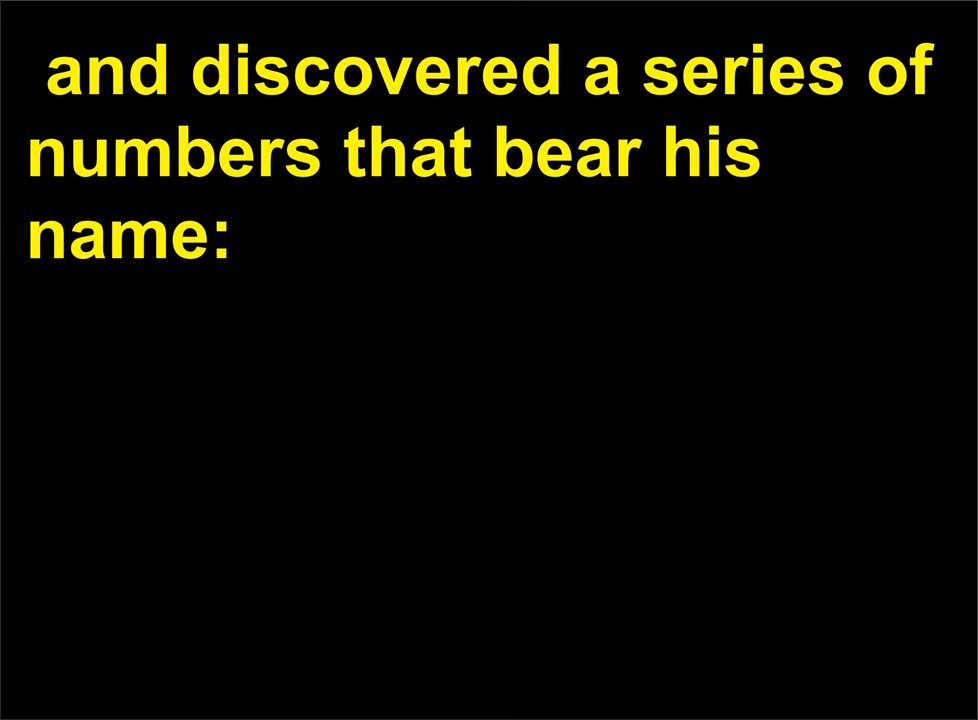 and discovered a series of
numbers that bear his
name: